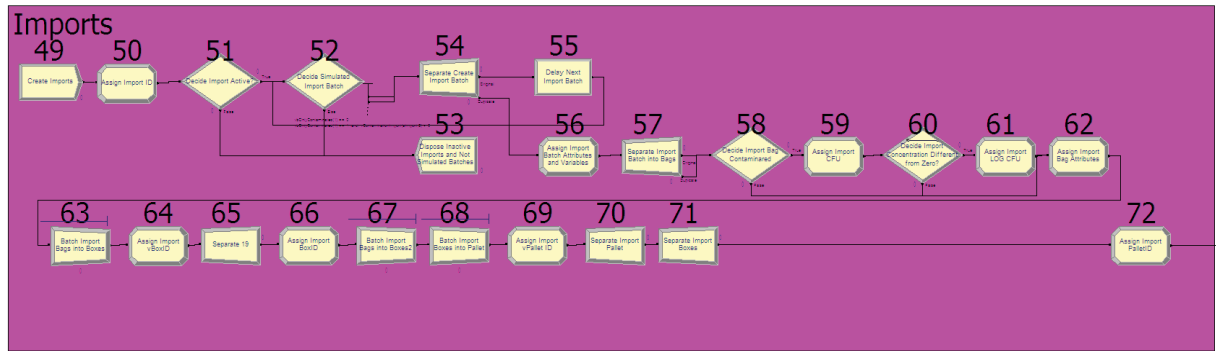 Imports
49
50
51
52
54
55
Create Imports
Assign Import ID
Decide Import Active?
True
False
Decide Simulated
Import Batch
Else
Separate Create
Import Batch
Original
Duplicate
Delay Next
Import Batch
53
56
57
58
59
60
61
62
Dispose Inactive
Imports and Not
Simulated Batches
Assign Import
Batch Attributes
and Variables
Separate Import
Batch into Bags
Original
Duplicate
Decide Import Bag
Contaminared
True
False
Assign Import
CFU
Decide Import
Concentration Different
from Zero?
True
False
Assign Import
LOG CFU
Assign Import
Bag Attributes
63
64
65
66
67
68
69
70
71
72
Batch Import
Bags into Boxes
Assign Import
vBoxID
Separate 19
Assign Import
BoxID
Batch Import
Bags into Boxes2
Batch Import
Boxes into Pallet
Assign Import
vPallet ID
Separate Import
Pallet
Separate Import
Boxes
Assign Import
PalletID